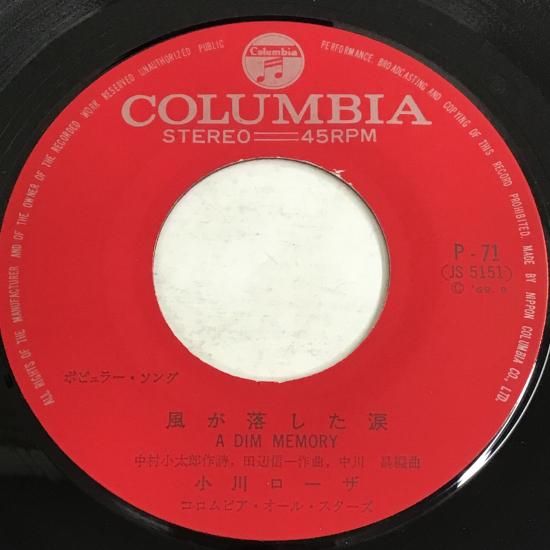 ALL RIGHTS OF THE MANUFACTURER AND OF THE OWNER OF THE RECORDED WORK RESERVED UNAUTHORIZED PUBLIC PERFORMANCE. BROADCASTING AND COPYING OF THIS RECORD PROHIBITED. MADE BY NIPPON COLUMBIA CO., LTD.
Columbia
COLUMBIA
STEREO 45RPM
P-71
(JS 5151)
ポピュラー・ソング
風が落した涙
A DIM MEMORY
中村小太郎作詩,田辺信一作曲,中川 昌編曲
小川ローザ
コロムビア・オール・スターズ